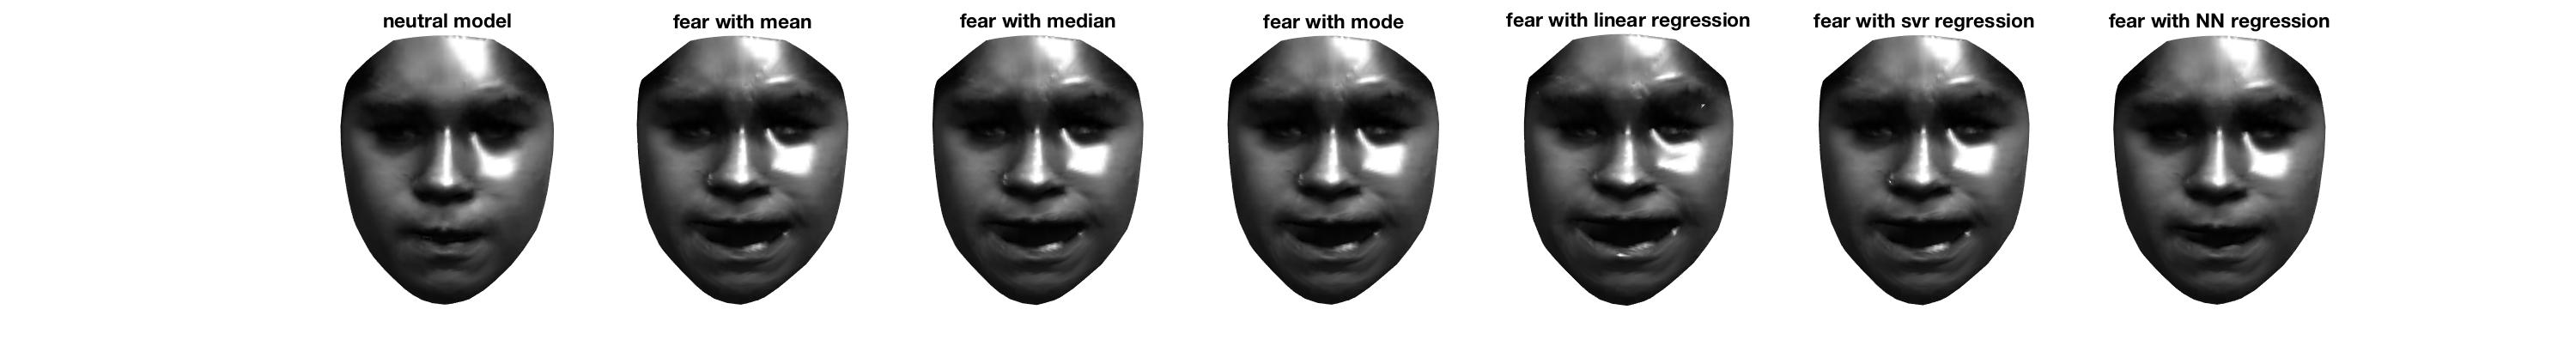 neutral model
fear with mean
fear with median
fear with mode
fear with linear regression
fear with svr regression
fear with NN regression